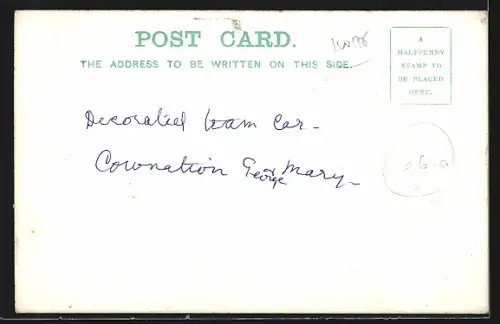 POST CARD.
THE ADDRESS TO BE WRITTEN ON THIS SIDE.
A
HALFPENNY
STAMP TO
BE PLACED
HERE.
Decorated tram car -
Cownation George & Mary -